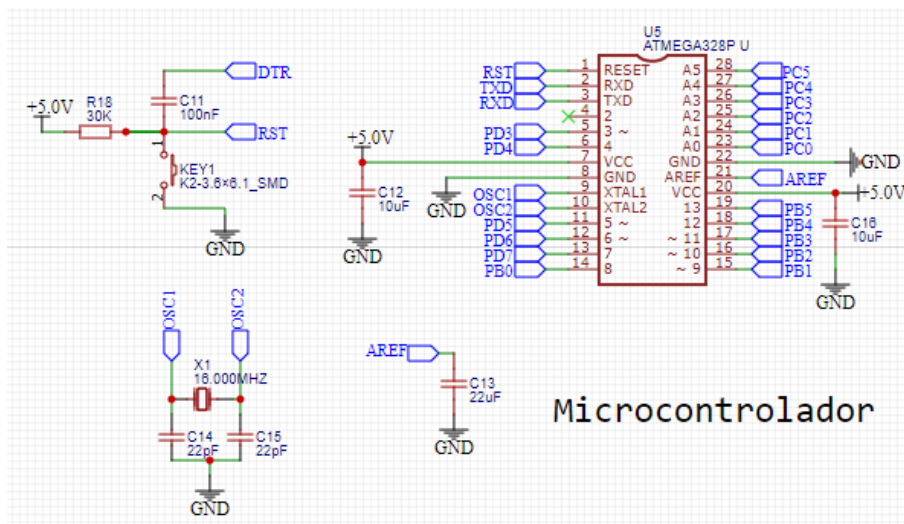 DTR
C11
100nF
+5.0V
R18
30K
RST
1
KEY1
K2-3.6×6.1_SMD
2
GND
U5
ATMEGA328P U
RST 1 RESET A5 28 PC5
TXD 2 RXD A4 27 PC4
RXD 3 TXD A3 26 PC3
4 2 A2 25 PC2
PD3 5 3 ~ A1 24 PC1
PD4 6 4 A0 23 PC0
+5.0V 7 VCC GND 22 GND
GND 8 GND AREF 21 AREF
OSC1 9 XTAL1 VCC 20 +5.0V
OSC2 10 XTAL2 13 19 PB5
PD5 11 5 ~ 12 18 PB4
PD6 12 6 ~ ~ 11 17 PB3
PD7 13 7 ~ 10 16 PB2
PB0 14 8 ~ 9 15 PB1
C12
10uF
GND
C16
10uF
GND
OSC1
OSC2
X1
16.000MHZ
C14
22pF
C15
22pF
GND
AREF
C13
22uF
GND
Microcontrolador